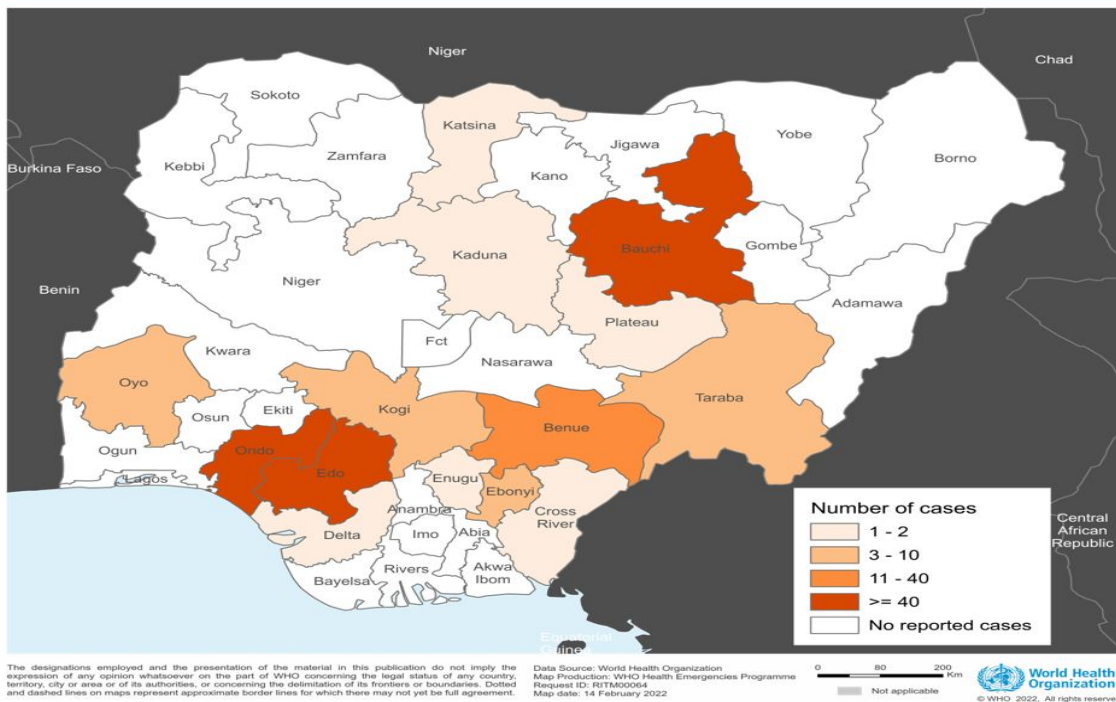 Niger
Chad
Sokoto
Katsina
Yobe
Jigawa
Zamfara
Borno
Kebbi
Kano
Burkina Faso
Bauchi
Gombe
Kaduna
Niger
Benin
Adamawa
Plateau
Fct
Kwara
Nasarawa
Oyo
Taraba
Kogi
Ekiti
Osun
Benue
Ogun
Ondo
Edo
Lagos
Enugu
Ebonyi
Anambra
Cross
River
Delta
Imo
Abia
Rivers
Akwa
Ibom
Bayelsa
Central
African
Republic
Equatorial
Guinea
Number of cases
1 - 2
3 - 10
11 - 40
>= 40
No reported cases
The designations employed and the presentation of the material in this publication do not imply the
expression of any opinion whatsoever on the part of WHO concerning the legal status of any country,
territory, city or area or of its authorities, or concerning the delimitation of its frontiers or boundaries. Dotted
and dashed lines on maps represent approximate border lines for which there may not yet be full agreement.
Data Source: World Health Organization
Map Production: WHO Health Emergencies Programme
Request ID: RITM00064
Map date: 14 February 2022
0 80 200
Km
Not applicable
World Health
Organization
© WHO 2022, All rights reserve